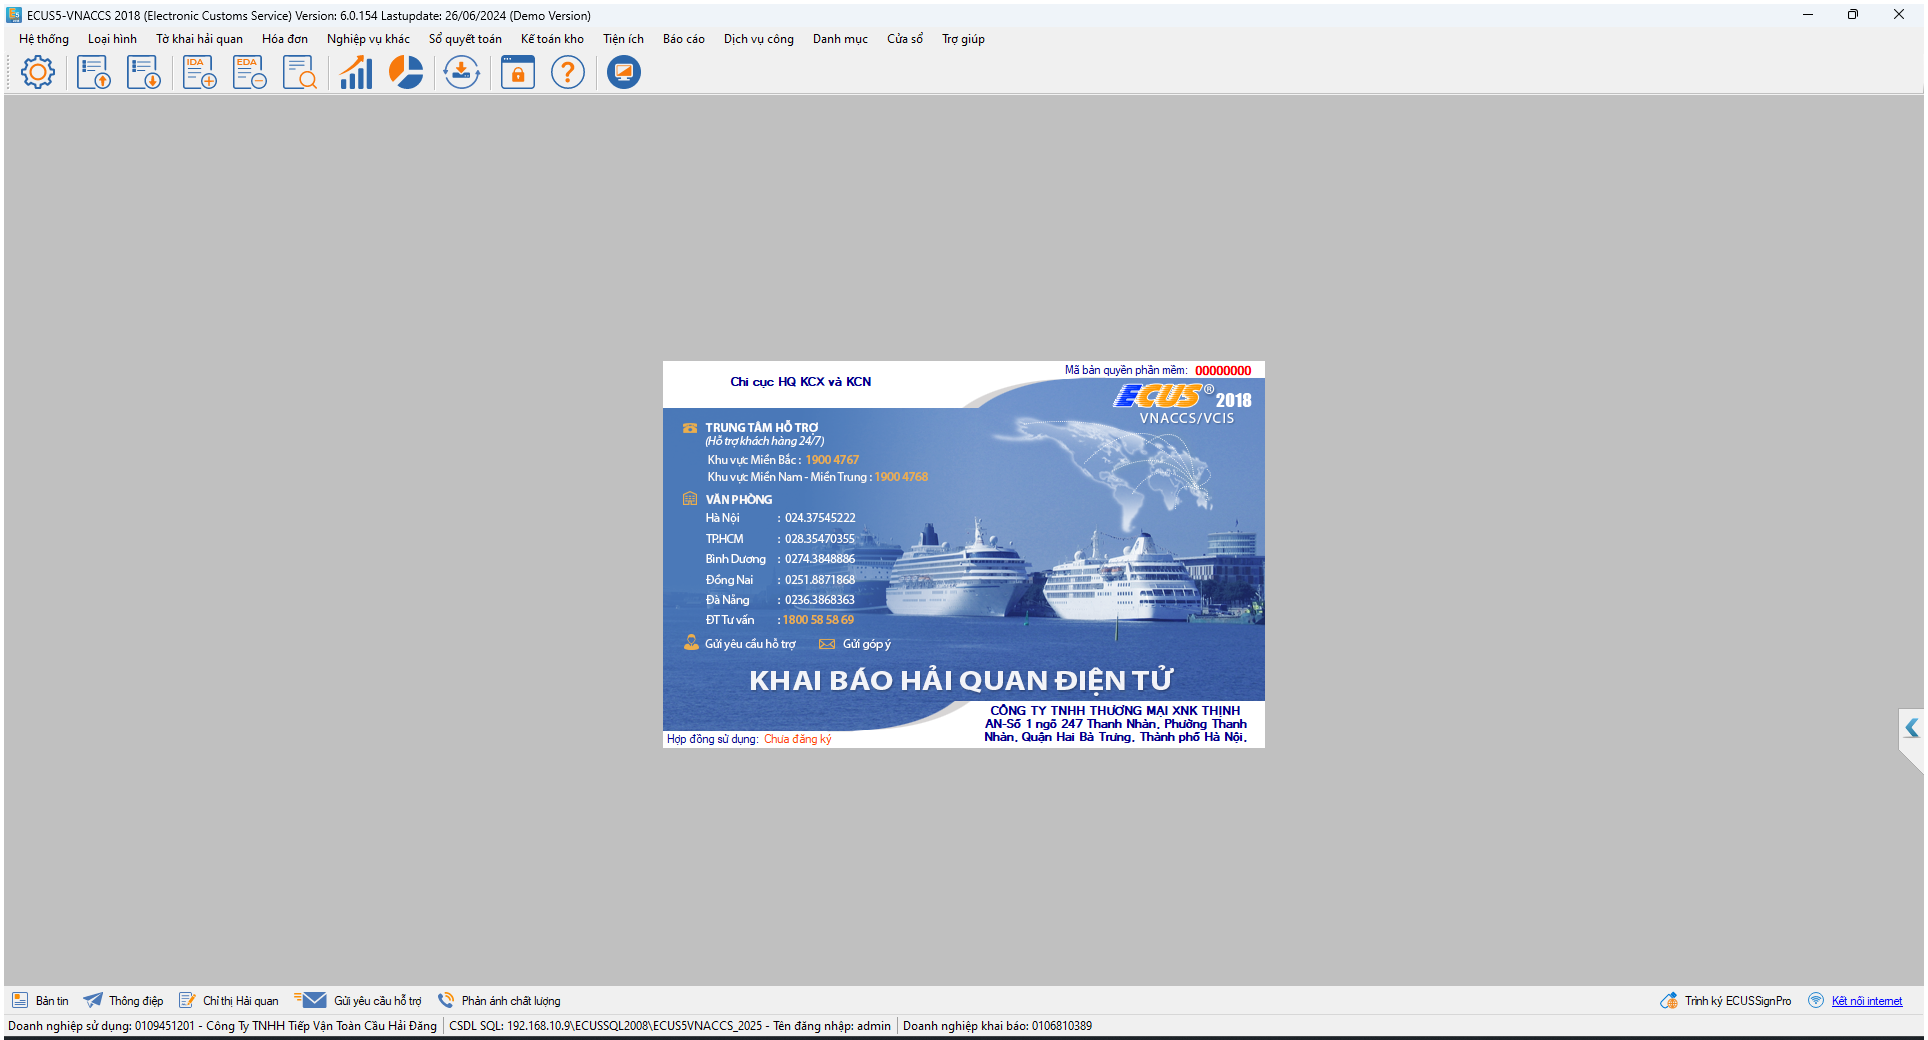 ECUS5-VNACCS 2018 (Electronic Customs Service) Version: 6.0.154 Lastupdate: 26/06/2024 (Demo Version)
Hệ thống Loại hình Tờ khai hải quan Hóa đơn Nghiệp vụ khác Sổ quyết toán Kế toán kho Tiện ích Báo cáo Dịch vụ công Danh mục Cửa sổ Trợ giúp
IDA EDA
Mã bản quyền phần mềm: 00000000
Chi cục HQ KCX và KCN
ECUS® 2018
VNACCS/VCIS
TRUNG TÂM HỖ TRỢ
(Hỗ trợ khách hàng 24/7)
Khu vực Miền Bắc : 1900 4767
Khu vực Miền Nam - Miền Trung : 1900 4768
VĂN PHÒNG
Hà Nội : 024.37545222
TP.HCM : 028.35470355
Bình Dương : 0274.3848886
Đồng Nai : 0251.8871868
Đà Nẵng : 0236.3868363
ĐT Tư vấn : 1800 58 58 69
Gửi yêu cầu hỗ trợ Gửi góp ý
KHAI BÁO HẢI QUAN ĐIỆN TỬ
CÔNG TY TNHH THƯƠNG MẠI XNK THỊNH
AN-Số 1 ngõ 247 Thanh Nhàn, Phường Thanh
Nhàn, Quận Hai Bà Trưng, Thành phố Hà Nội,
Hợp đồng sử dụng: Chưa đăng ký
Bản tin Thông điệp Chỉ thị Hải quan Gửi yêu cầu hỗ trợ Phản ánh chất lượng Trình ký ECUSSignPro Kết nối internet
Doanh nghiệp sử dụng: 0109451201 - Công Ty TNHH Tiếp Vận Toàn Cầu Hải Đăng CSDL SQL: 192.168.10.9\ECUSSQL2008\ECUS5VNACCS_2025 - Tên đăng nhập: admin Doanh nghiệp khai báo: 0106810389